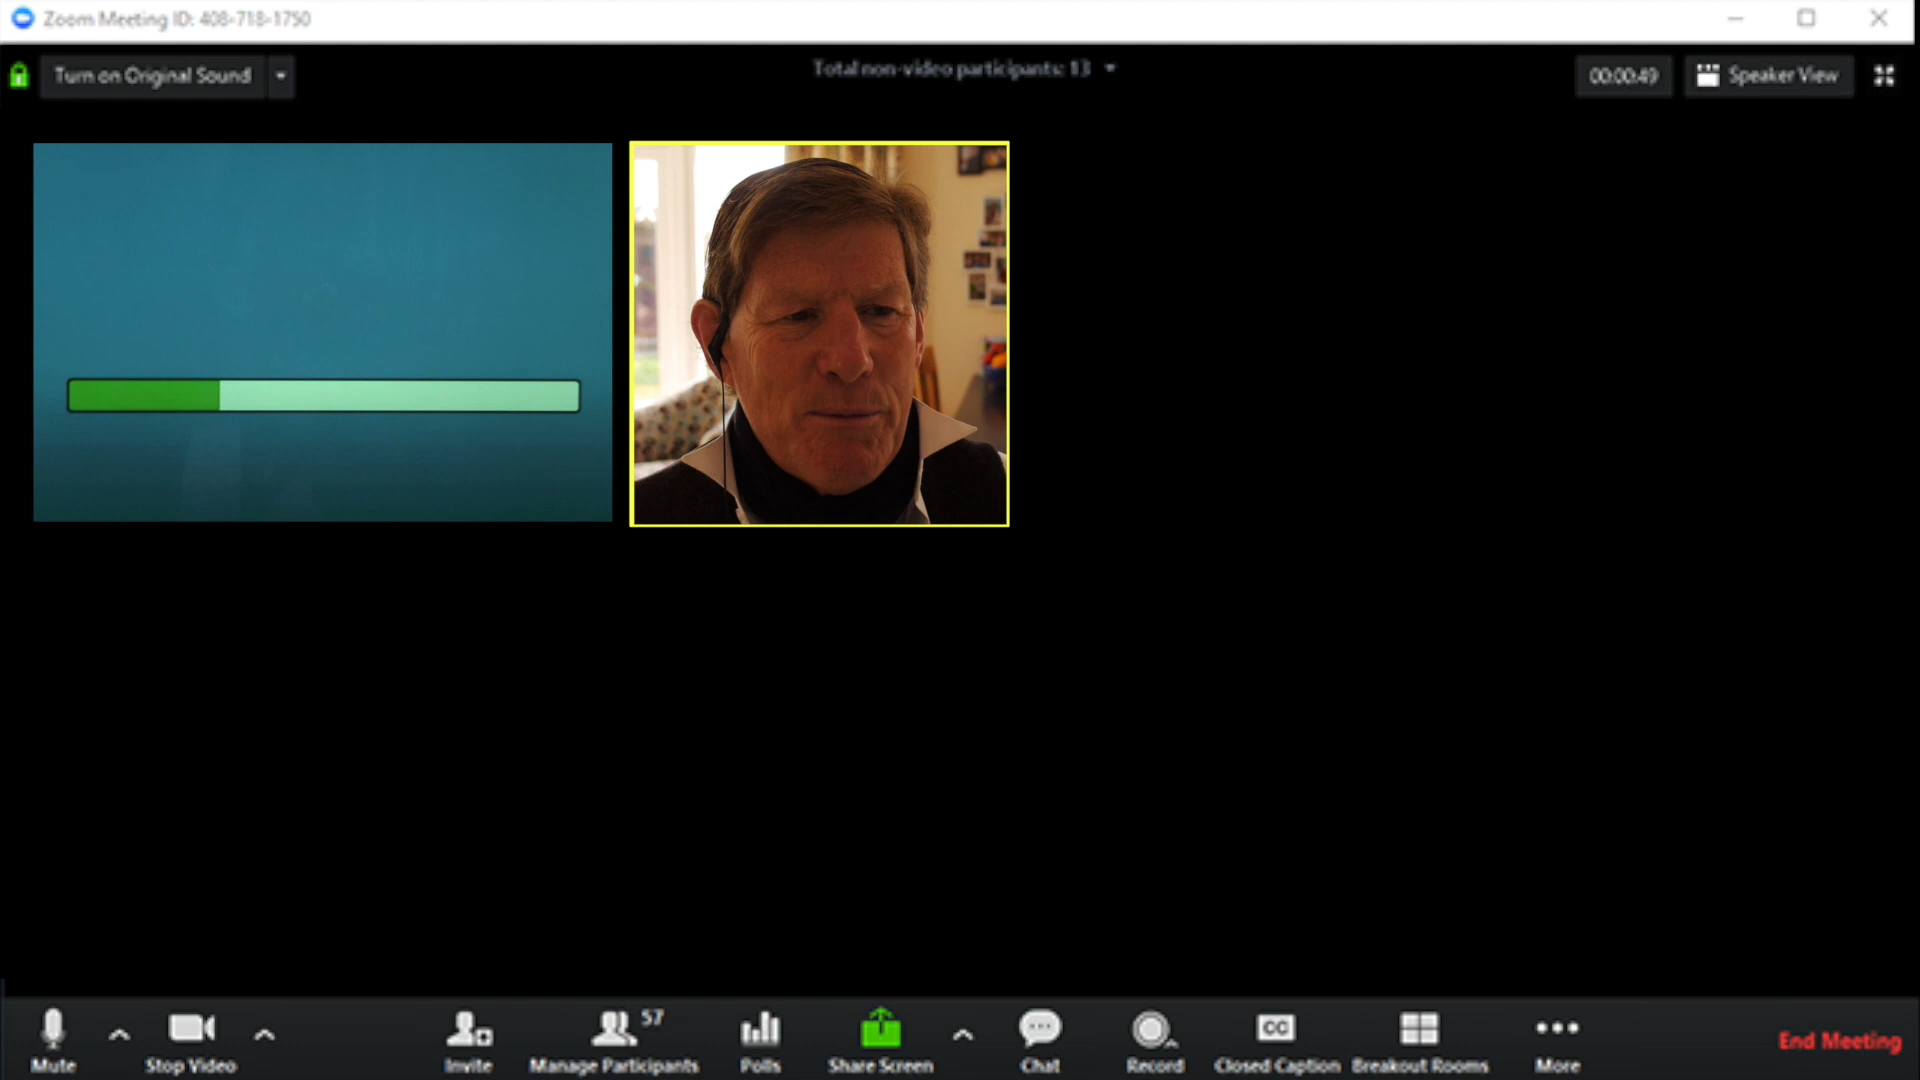 Zoom Meeting ID: 408-718-1750
Turn on Original Sound
Total non-video participants: 13
00:00:49
Speaker View
57
Mute
Stop Video
Invite
Manage Participants
Polls
Share Screen
Chat
CC
Record
Closed Caption
Breakout Rooms
More
End Meeting